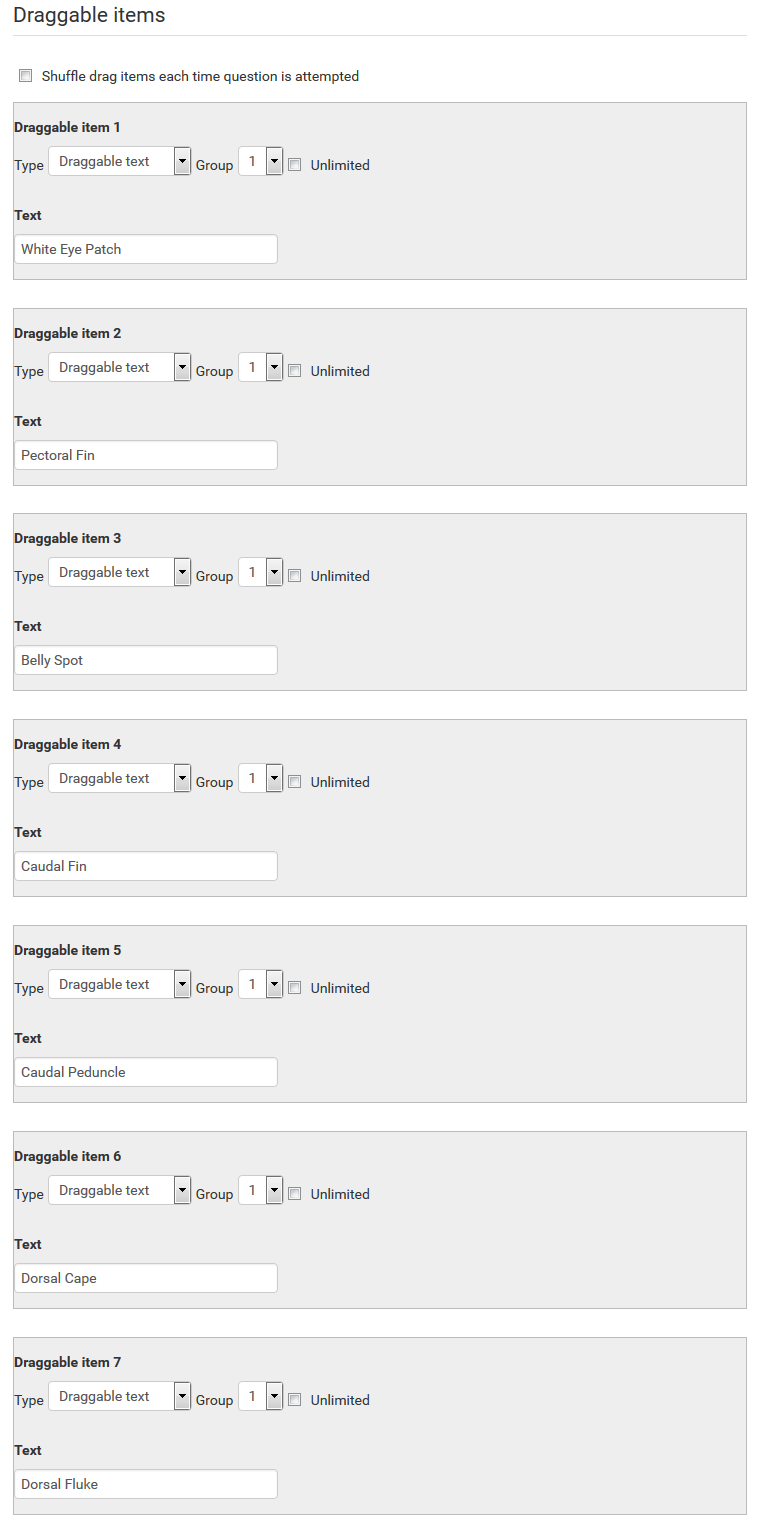 Draggable items
Shuffle drag items each time question is attempted
Draggable item 1
Type Draggable text Group 1 Unlimited
Text
White Eye Patch
Draggable item 2
Type Draggable text Group 1 Unlimited
Text
Pectoral Fin
Draggable item 3
Type Draggable text Group 1 Unlimited
Text
Belly Spot
Draggable item 4
Type Draggable text Group 1 Unlimited
Text
Caudal Fin
Draggable item 5
Type Draggable text Group 1 Unlimited
Text
Caudal Peduncle
Draggable item 6
Type Draggable text Group 1 Unlimited
Text
Dorsal Cape
Draggable item 7
Type Draggable text Group 1 Unlimited
Text
Dorsal Fluke